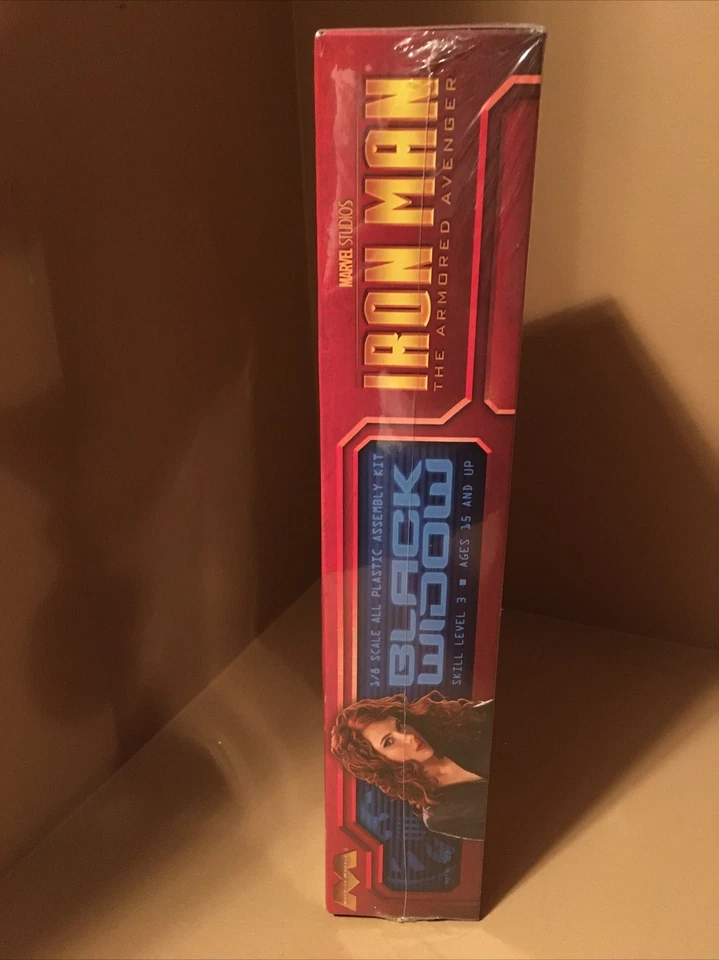 MARVEL STUDIOS
IRON MAN
THE ARMORED AVENGER
1/8 SCALE ALL PLASTIC ASSEMBLY KIT
BLACK
WIDOW
SKILL LEVEL 3 ■ AGES 15 AND UP